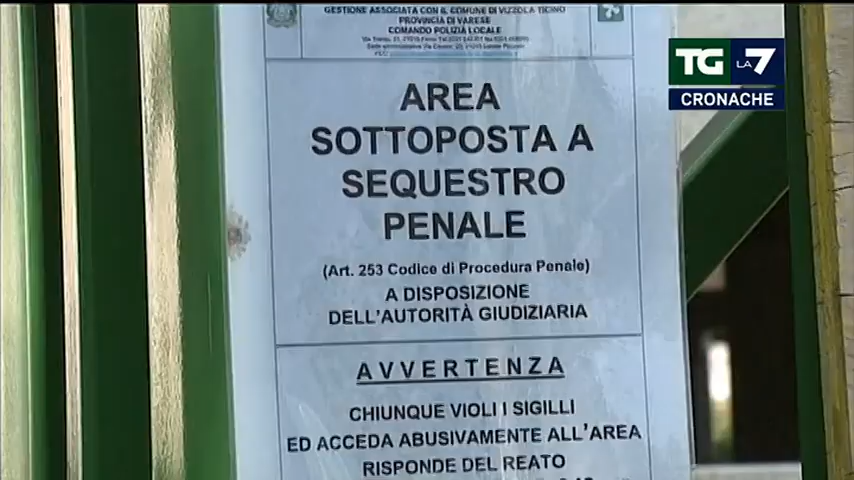 GESTIONE ASSOCIATA CON IL COMUNE DI VIZZOLA TICINO
PROVINCIA DI VARESE
COMANDO POLIZIA LOCALE
TG LA 7
CRONACHE
AREA
SOTTOPOSTA A
SEQUESTRO
PENALE
(Art. 253 Codice di Procedura Penale)
A DISPOSIZIONE
DELL'AUTORITÀ GIUDIZIARIA
AVVERTENZA
CHIUNQUE VIOLI I SIGILLI
ED ACCEDA ABUSIVAMENTE ALL'AREA
RISPONDE DEL REATO